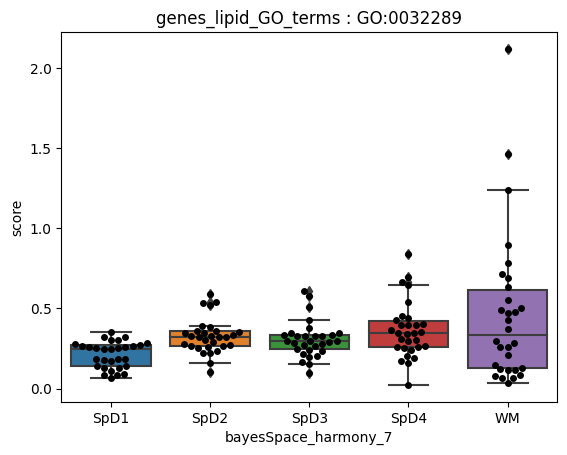 genes_lipid_GO_terms : GO:0032289
2.0
1.5
1.0
0.5
0.0
score
SpD1 SpD2 SpD3 SpD4 WM
bayesSpace_harmony_7